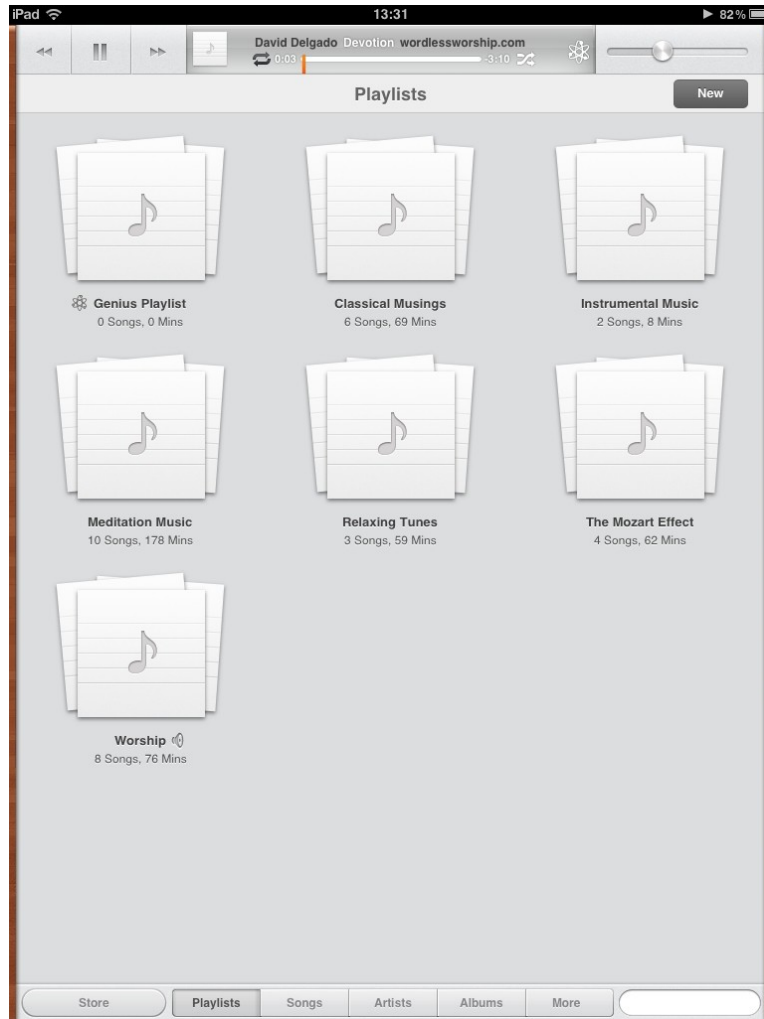 iPad 13:31 82%
David Delgado Devotion wordlessworship.com
0:03 -3:10
Playlists New
Genius Playlist Classical Musings Instrumental Music
0 Songs, 0 Mins 6 Songs, 69 Mins 2 Songs, 8 Mins
Meditation Music Relaxing Tunes The Mozart Effect
10 Songs, 178 Mins 3 Songs, 59 Mins 4 Songs, 62 Mins
Worship
8 Songs, 76 Mins
Store Playlists Songs Artists Albums More